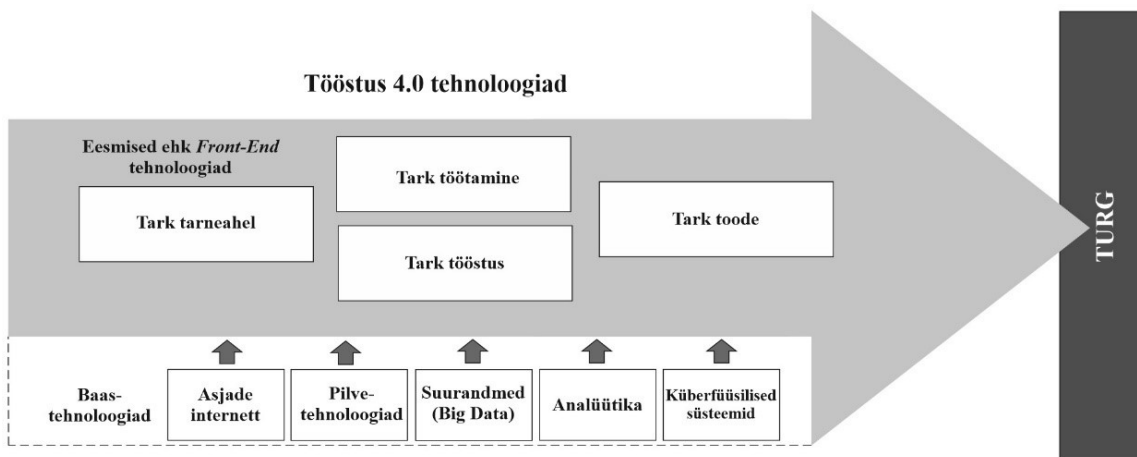 Tööstus 4.0 tehnoloogiad
Eesmised ehk Front-End
tehnoloogiad
Tark tarneahel
Tark töötamine
Tark tööstus
Tark toode
TURG
Baas-
tehnoloogiad
Asjade
internett
Pilve-
tehnoloogiad
Suurandmed
(Big Data)
Analüütika
Küberfüüsilised
süsteemid